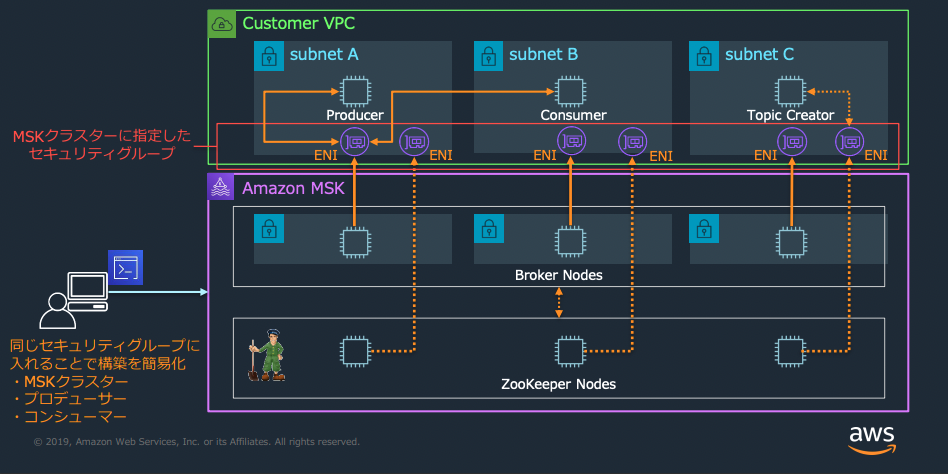 Customer VPC
subnet A
subnet B
subnet C
Producer
Consumer
Topic Creator
MSKクラスターに指定した
セキュリティグループ
ENI
ENI
ENI
ENI
ENI
ENI
Amazon MSK
Broker Nodes
同じセキュリティグループに
入れることで構築を簡易化
・MSKクラスター
・プロデューサー
・コンシューマー
ZooKeeper Nodes
© 2019, Amazon Web Services, Inc. or its Affiliates. All rights reserved.
aws